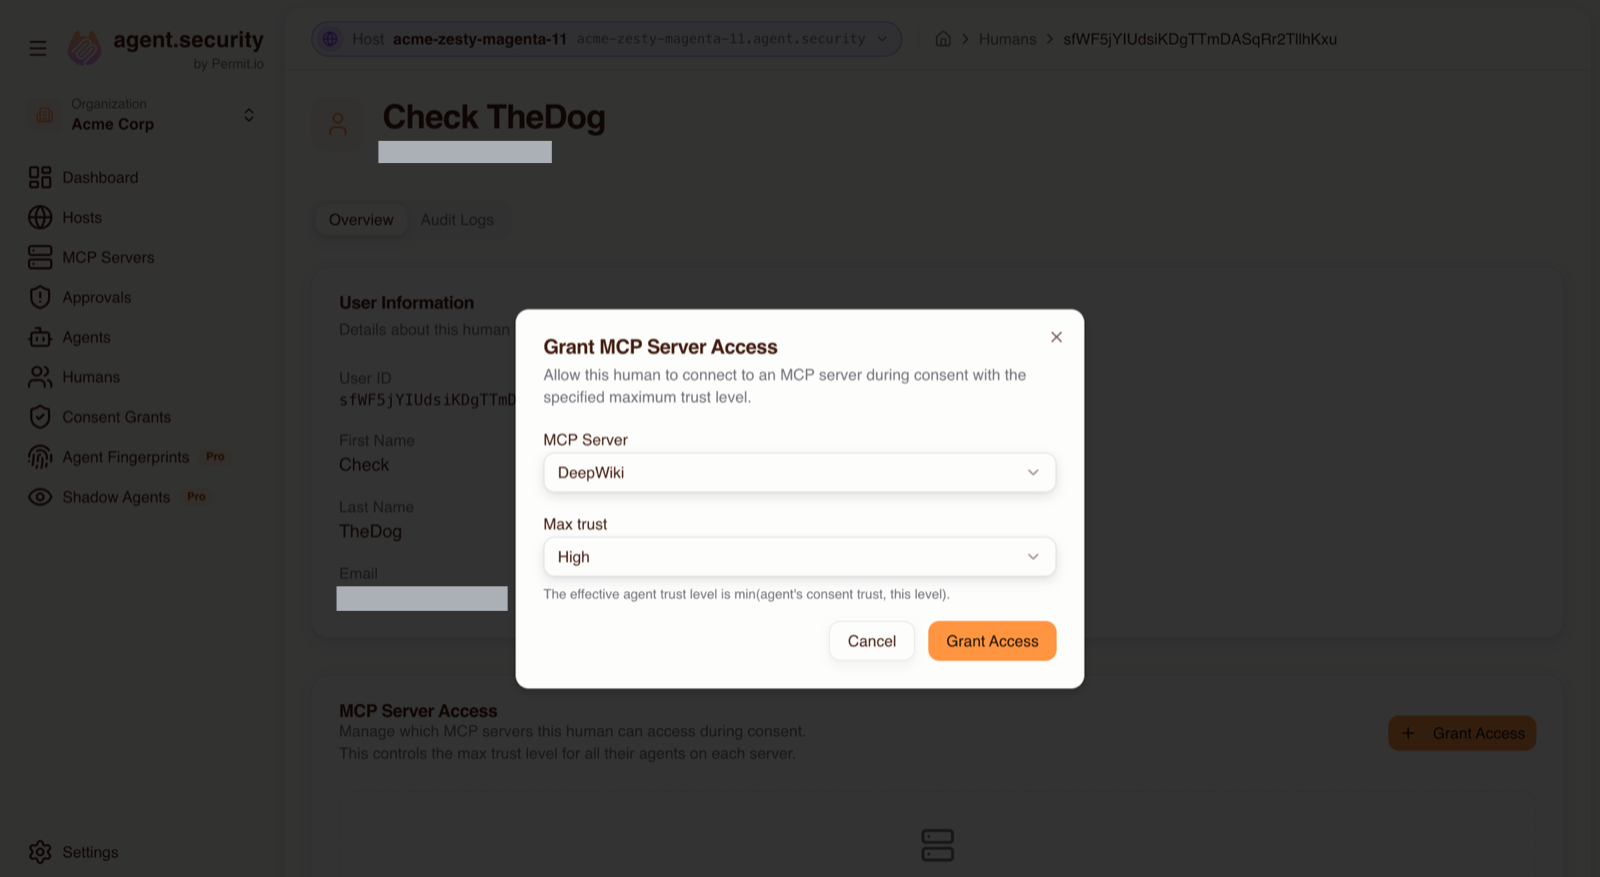 agent.security
by Permit.io
Organization
Acme Corp
Dashboard
Hosts
MCP Servers
Approvals
Agents
Humans
Consent Grants
Agent Fingerprints Pro
Shadow Agents Pro
Settings
Host acme-zesty-magenta-11 acme-zesty-magenta-11.agent.security
Humans
sfWF5jYIUdsiKDgTTmDASqRr2TllhKxu
Check TheDog
Overview
Audit Logs
User Information
Details about this human
User ID
sfWF5jYIUdsiKDgTTmD
First Name
Check
Last Name
TheDog
Email
Grant MCP Server Access
Allow this human to connect to an MCP server during consent with the
specified maximum trust level.
MCP Server
DeepWiki
Max trust
High
The effective agent trust level is min(agent's consent trust, this level).
Cancel
Grant Access
MCP Server Access
Manage which MCP servers this human can access during consent.
This controls the max trust level for all their agents on each server.
+ Grant Access